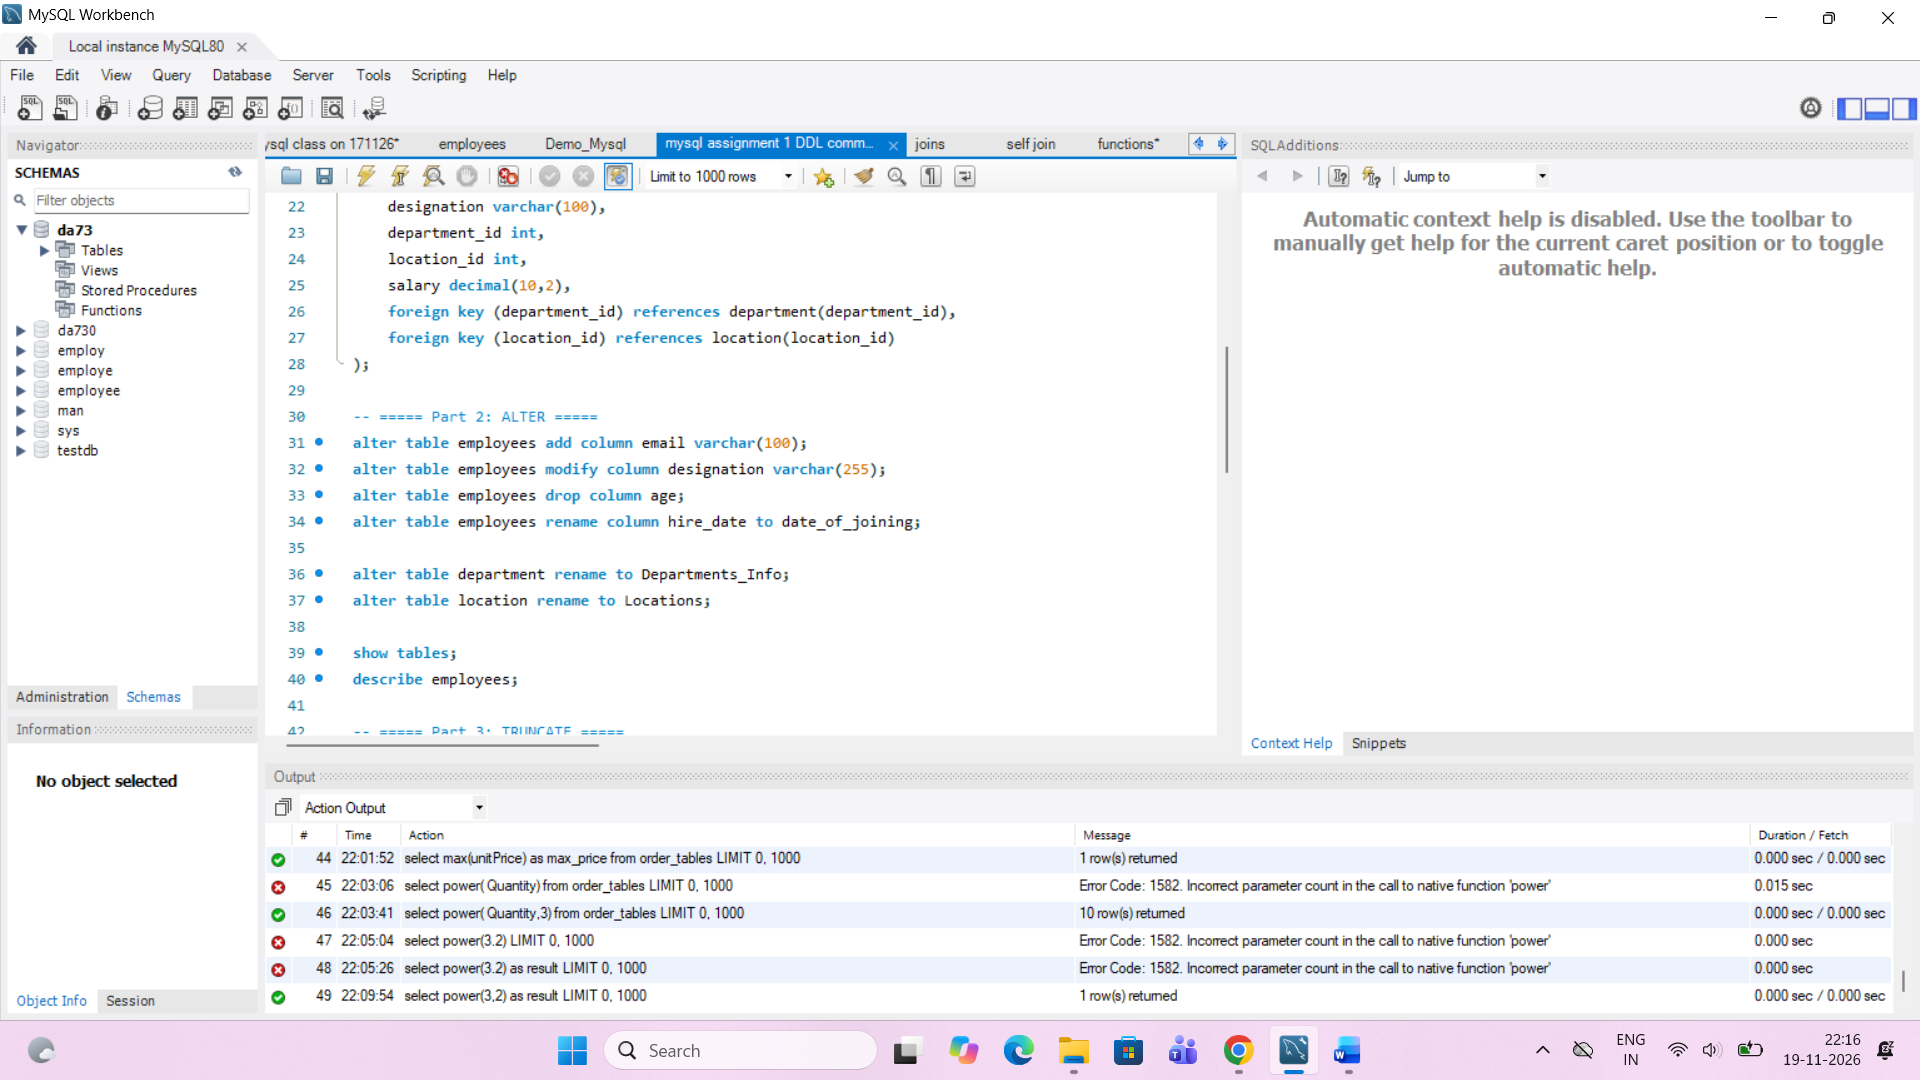 MySQL Workbench
Local instance MySQL80
File Edit View Query Database Server Tools Scripting Help
Navigator
SCHEMAS
Filter objects
da73
Tables
Views
Stored Procedures
Functions
da730
employ
employe
employee
man
sys
testdb
Administration Schemas
Information
No object selected
Object Info Session
ysql class on 171126* employees Demo_Mysql mysql assignment 1 DDL comm... joins self join functions*
Limit to 1000 rows
22 designation varchar(100),
23 department_id int,
24 location_id int,
25 salary decimal(10,2),
26 foreign key (department_id) references department(department_id),
27 foreign key (location_id) references location(location_id)
28 );
29
30 -- ===== Part 2: ALTER =====
31 alter table employees add column email varchar(100);
32 alter table employees modify column designation varchar(255);
33 alter table employees drop column age;
34 alter table employees rename column hire_date to date_of_joining;
35
36 alter table department rename to Departments_Info;
37 alter table location rename to Locations;
38
39 show tables;
40 describe employees;
41
42 -- ===== Part 3: TRUNCATE =====
SQLAdditions
Jump to
Automatic context help is disabled. Use the toolbar to
manually get help for the current caret position or to toggle
automatic help.
Context Help Snippets
Output
Action Output
# Time Action Message Duration / Fetch
44 22:01:52 select max(unitPrice) as max_price from order_tables LIMIT 0, 1000 1 row(s) returned 0.000 sec / 0.000 sec
45 22:03:06 select power( Quantity) from order_tables LIMIT 0, 1000 Error Code: 1582. Incorrect parameter count in the call to native function 'power' 0.015 sec
46 22:03:41 select power( Quantity,3) from order_tables LIMIT 0, 1000 10 row(s) returned 0.000 sec / 0.000 sec
47 22:05:04 select power(3.2) LIMIT 0, 1000 Error Code: 1582. Incorrect parameter count in the call to native function 'power' 0.000 sec
48 22:05:26 select power(3.2) as result LIMIT 0, 1000 Error Code: 1582. Incorrect parameter count in the call to native function 'power' 0.000 sec
49 22:09:54 select power(3,2) as result LIMIT 0, 1000 1 row(s) returned 0.000 sec / 0.000 sec
Search
ENG
IN
22:16
19-11-2026